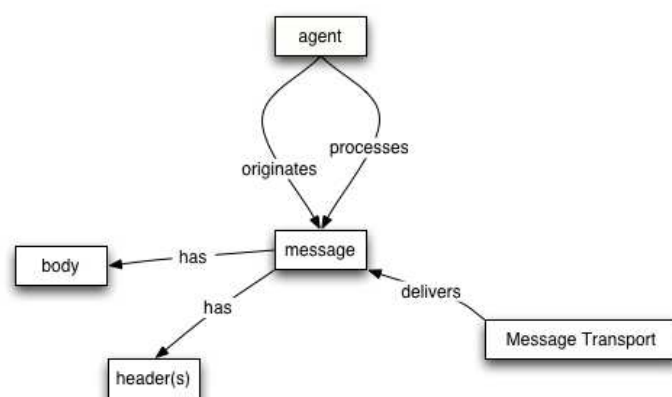 agent
processes
originates
message
has
body
delivers
has
Message Transport
header(s)